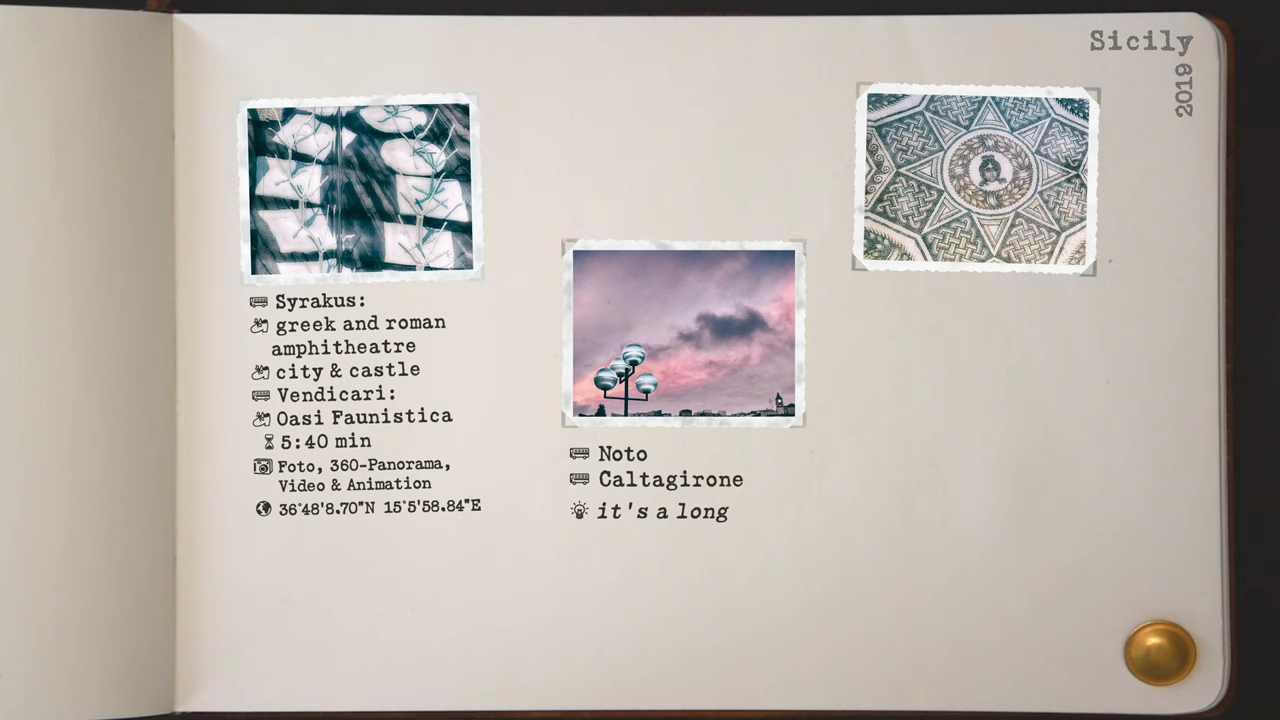 Sicily
2019
Syrakus:
greek and roman
amphitheatre
city & castle
Vendicari:
Oasi Faunistica
5:40 min
Foto, 360-Panorama,
Video & Animation
36°48'8.70"N 15°5'58.84"E
Noto
Caltagirone
it's a long